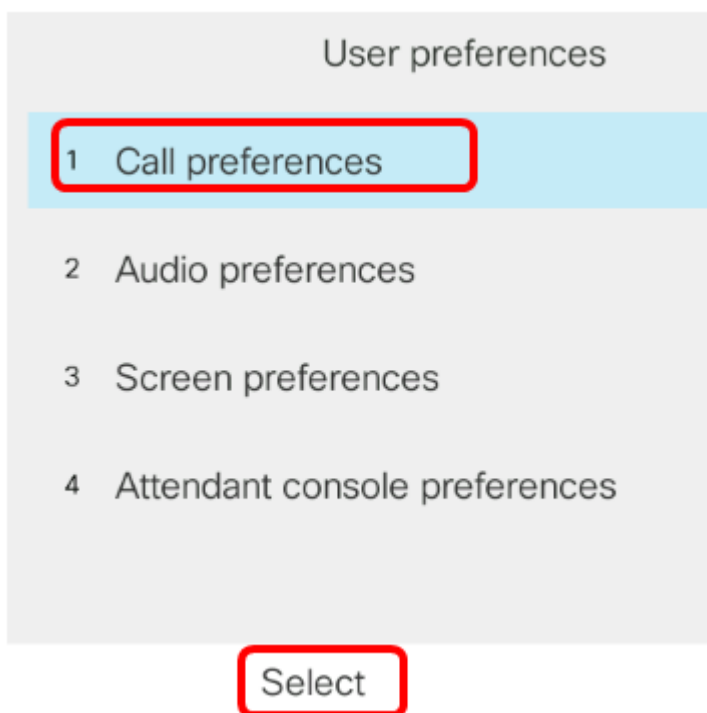 User preferences
1 Call preferences
2 Audio preferences
3 Screen preferences
4 Attendant console preferences
Select